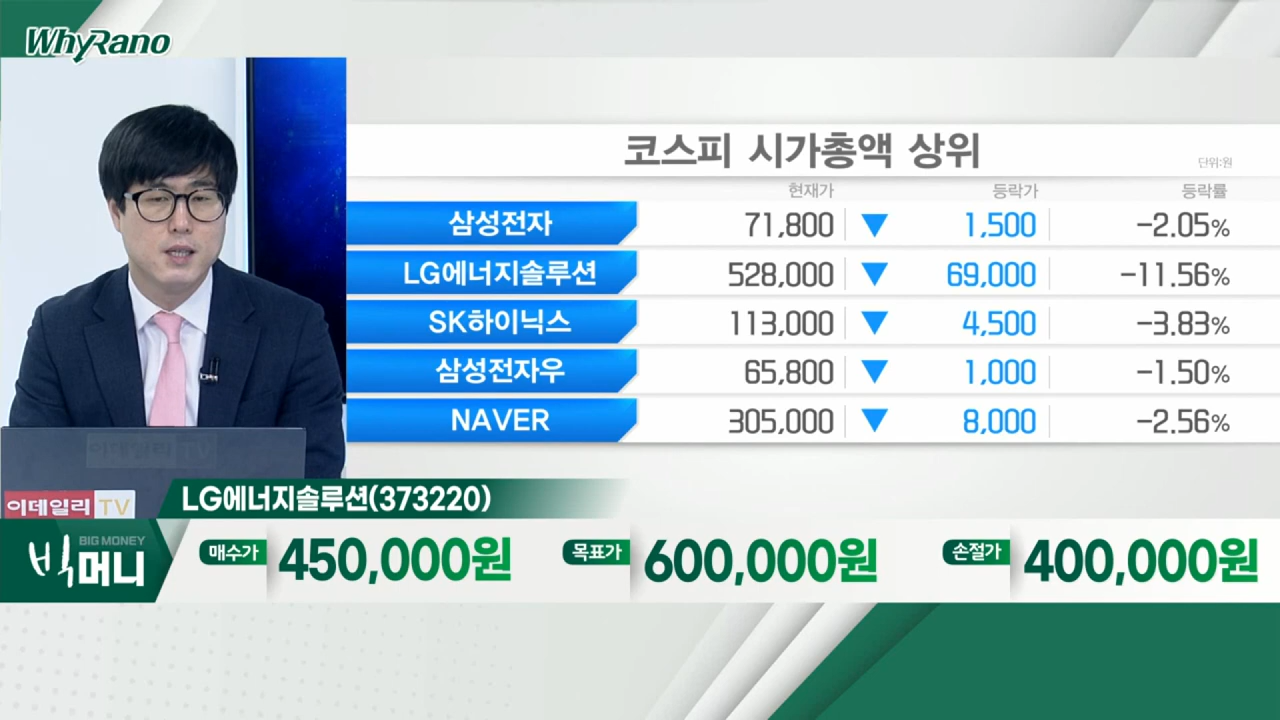 WhyRano
코스피 시가총액 상위
단위:원
현재가 등락가 등락률
삼성전자 71,800 ▼ 1,500 -2.05%
LG에너지솔루션 528,000 ▼ 69,000 -11.56%
SK하이닉스 113,000 ▼ 4,500 -3.83%
삼성전자우 65,800 ▼ 1,000 -1.50%
NAVER 305,000 ▼ 8,000 -2.56%
이데일리 TV
이데일리 TV
LG에너지솔루션(373220)
BIG MONEY
빅머니
매수가 450,000원 목표가 600,000원 손절가 400,000원